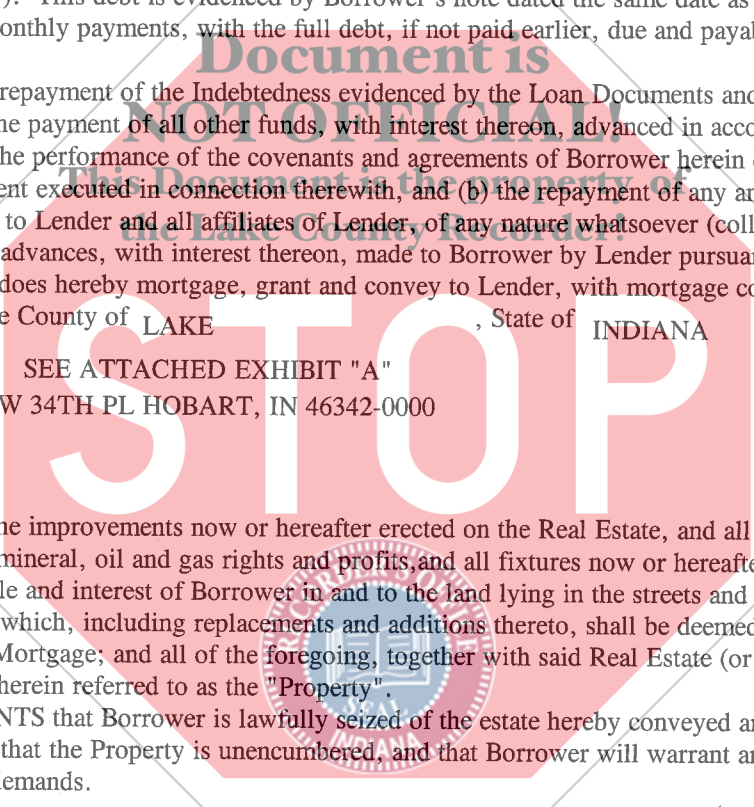 ). This debt is evidenced by Borrower's note dated the same date as
onthly payments, with the full debt, if not paid earlier, due and payab
Document is
repayment of the Indebtedness evidenced by the Loan Documents and
NOT OFFICIAL!
ne payment of all other funds, with interest thereon, advanced in acco
he performance of the covenants and agreements of Borrower herein
This Document is the property of
ent executed in connection therewith, and (b) the repayment of any an
the Lake County Recorder!
to Lender and all affiliates of Lender, of any nature whatsoever (coll
advances, with interest thereon, made to Borrower by Lender pursuan
does hereby mortgage, grant and convey to Lender, with mortgage co
e County of LAKE , State of INDIANA
SEE ATTACHED EXHIBIT "A"
W 34TH PL HOBART, IN 46342-0000
STOP
ne improvements now or hereafter erected on the Real Estate, and all
mineral, oil and gas rights and profits,and all fixtures now or hereafte
le and interest of Borrower in and to the land lying in the streets and
which, including replacements and additions thereto, shall be deemed
Mortgage; and all of the foregoing, together with said Real Estate (or
herein referred to as the "Property".
NTS that Borrower is lawfully seized of the estate hereby conveyed an
that the Property is unencumbered, and that Borrower will warrant an
lemands.
RECORDER'S OFFICE
SEAL
INDIANA